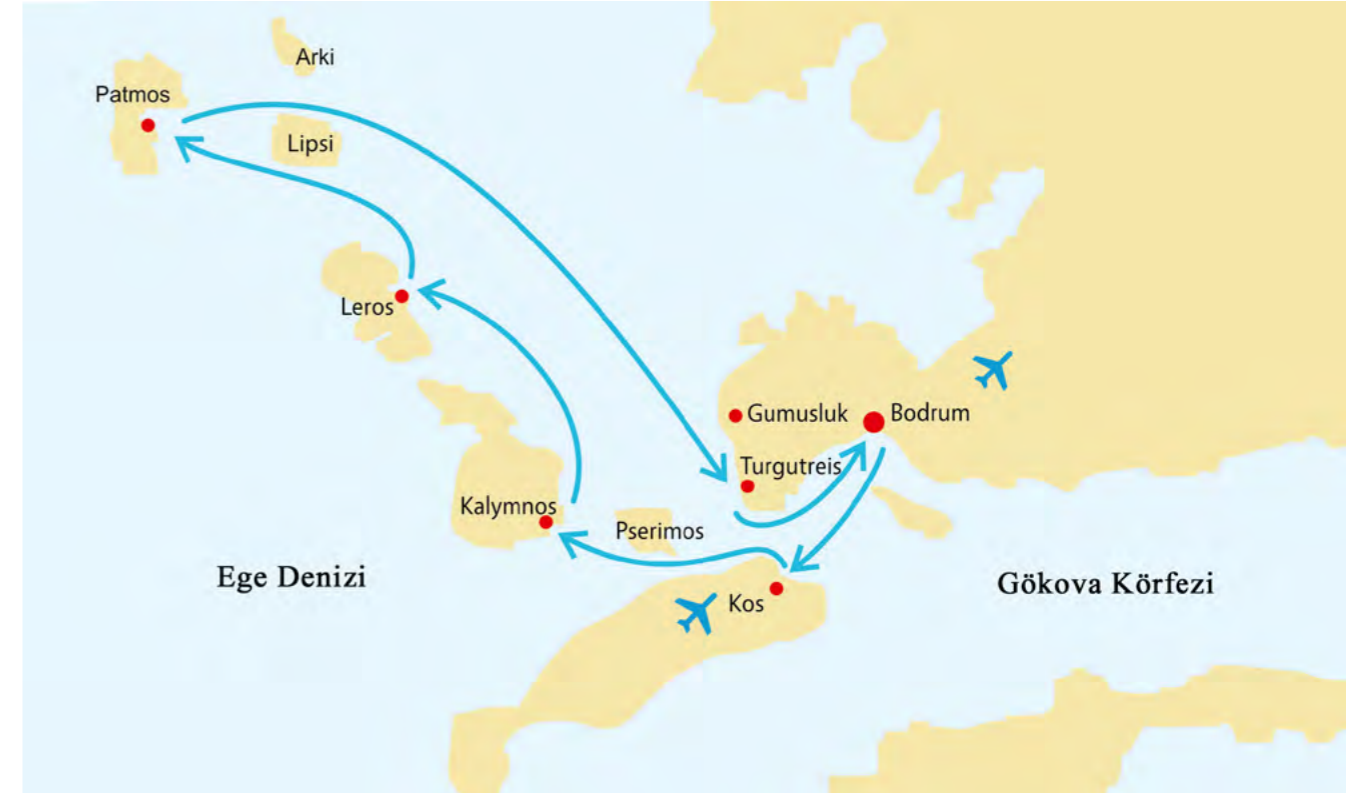 Arki
Patmos
Lipsi
Leros
Gumusluk
Bodrum
Turgutreis
Kalymnos
Pserimos
Ege Denizi
Gökova Körfezi
Kos